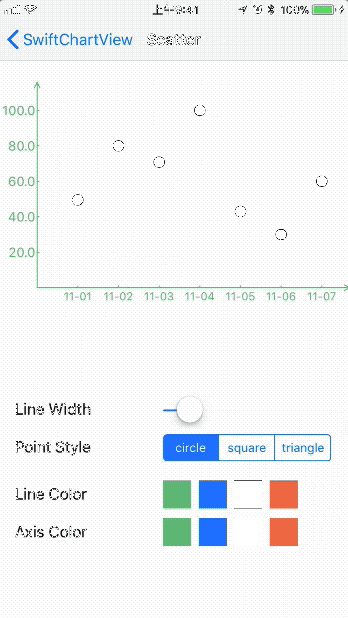 上午9:41 100%
SwiftChartView Scatter
100.0
80.0
60.0
40.0
20.0
11-01 11-02 11-03 11-04 11-05 11-06 11-07
Line Width
Point Style circle square triangle
Line Color
Axis Color